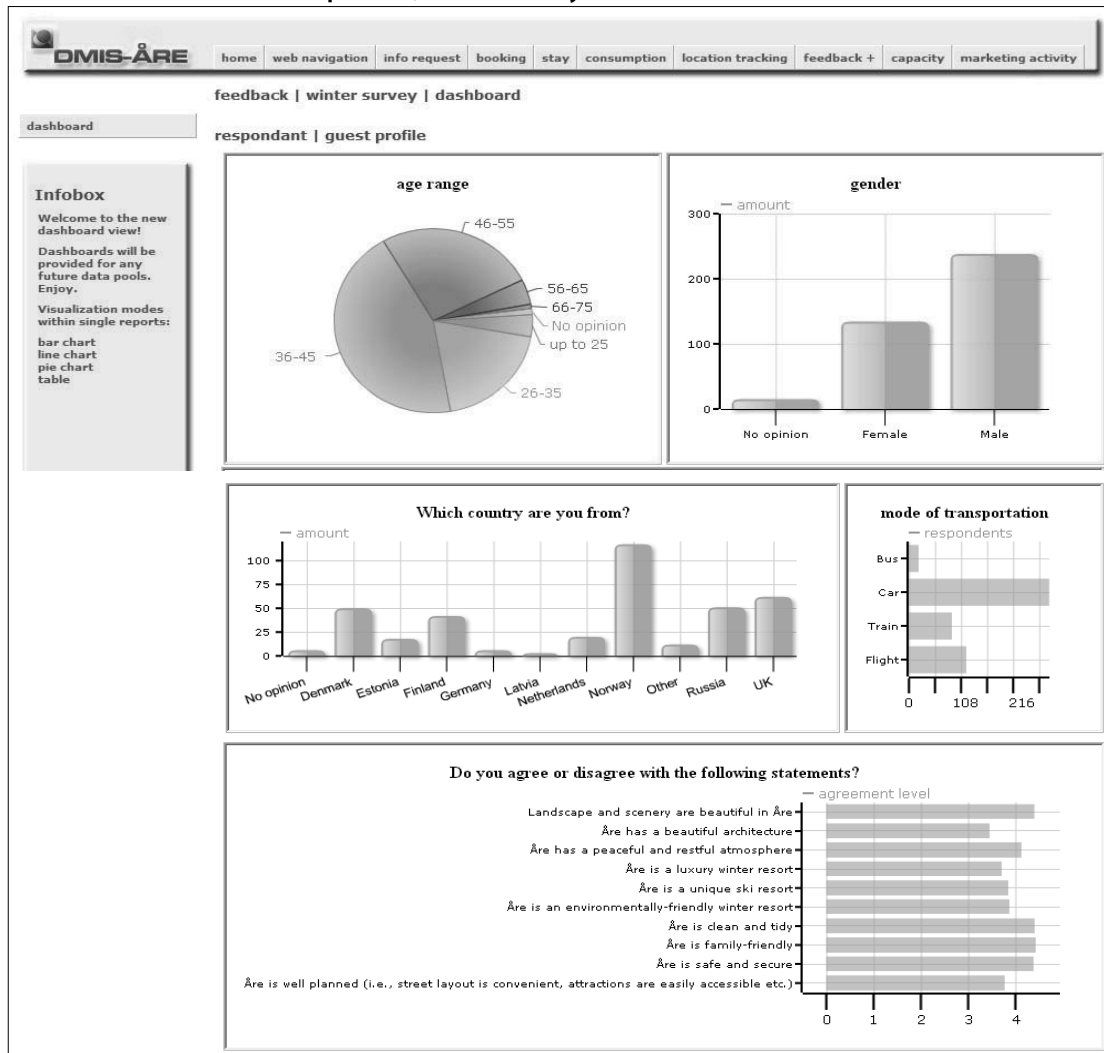 DMIS-ÅRE
home
web navigation
info request
booking
stay
consumption
location tracking
feedback +
capacity
marketing activity
feedback | winter survey | dashboard
dashboard
respondant | guest profile
Infobox
Welcome to the new
dashboard view!
Dashboards will be
provided for any
future data pools.
Enjoy.
Visualization modes
within single reports:
bar chart
line chart
pie chart
table
age range
46-55
56-65
66-75
No opinion
up to 25
26-35
36-45
gender
amount
300
200
100
0
No opinion
Female
Male
Which country are you from?
amount
100
75
50
25
0
No opinion
Denmark
Estonia
Finland
Germany
Latvia
Netherlands
Norway
Other
Russia
UK
mode of transportation
respondents
Bus
Car
Train
Flight
0
108
216
Do you agree or disagree with the following statements?
agreement level
Landscape and scenery are beautiful in Åre
Åre has a beautiful architecture
Åre has a peaceful and restful atmosphere
Åre is a luxury winter resort
Åre is a unique ski resort
Åre is an environmentally-friendly winter resort
Åre is clean and tidy
Åre is family-friendly
Åre is safe and secure
Åre is well planned (i.e., street layout is convenient, attractions are easily accessible etc.)
0
1
2
3
4